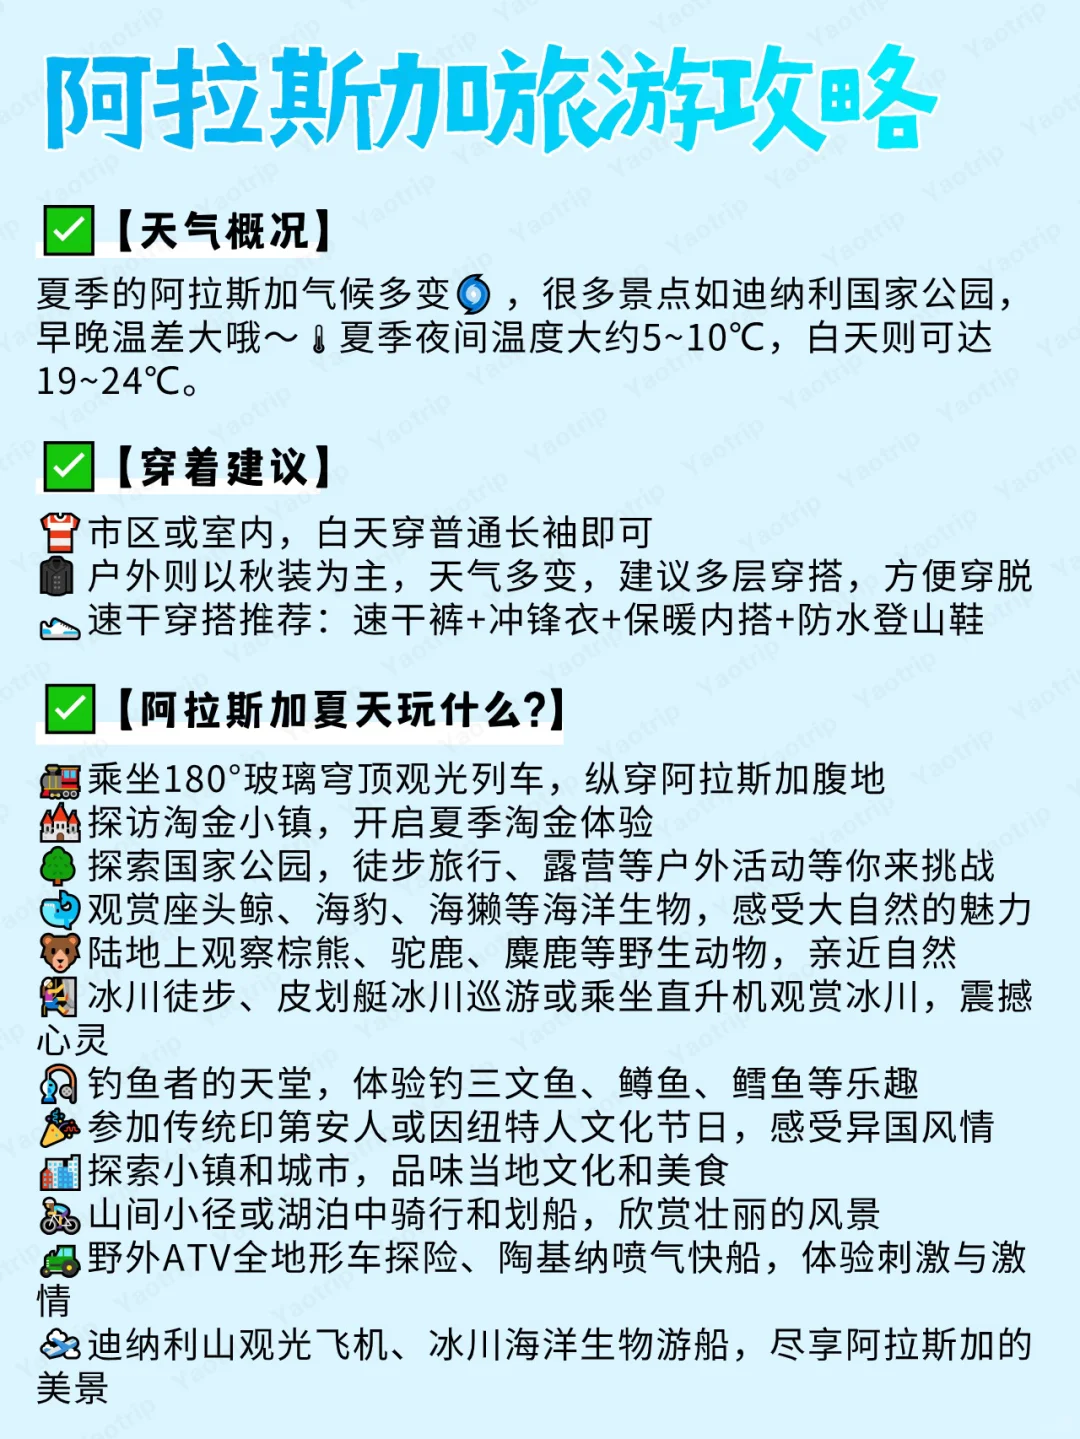 阿拉斯加旅游攻略
✅【天气概况】
夏季的阿拉斯加气候多变🌀，很多景点如迪纳利国家公园，
早晚温差大哦～🌡夏季夜间温度大约5~10℃，白天则可达
19~24℃。
✅【穿着建议】
👕市区或室内，白天穿普通长袖即可
🧥户外则以秋装为主，天气多变，建议多层穿搭，方便穿脱
👟速干穿搭推荐：速干裤+冲锋衣+保暖内搭+防水登山鞋
✅【阿拉斯加夏天玩什么?】
🚂乘坐180°玻璃穹顶观光列车，纵穿阿拉斯加腹地
🏰探访淘金小镇，开启夏季淘金体验
🌳探索国家公园，徒步旅行、露营等户外活动等你来挑战
🐳观赏座头鲸、海豹、海獭等海洋生物，感受大自然的魅力
🐻陆地上观察棕熊、驼鹿、麋鹿等野生动物，亲近自然
🧗冰川徒步、皮划艇冰川巡游或乘坐直升机观赏冰川，震撼
心灵
🎣钓鱼者的天堂，体验钓三文鱼、鳟鱼、鳕鱼等乐趣
🎉参加传统印第安人或因纽特人文化节日，感受异国风情
🏙探索小镇和城市，品味当地文化和美食
🚴山间小径或湖泊中骑行和划船，欣赏壮丽的风景
🚜野外ATV全地形车探险、陶基纳喷气快船，体验刺激与激
情
🌥迪纳利山观光飞机、冰川海洋生物游船，尽享阿拉斯加的
美景
Yaotrip